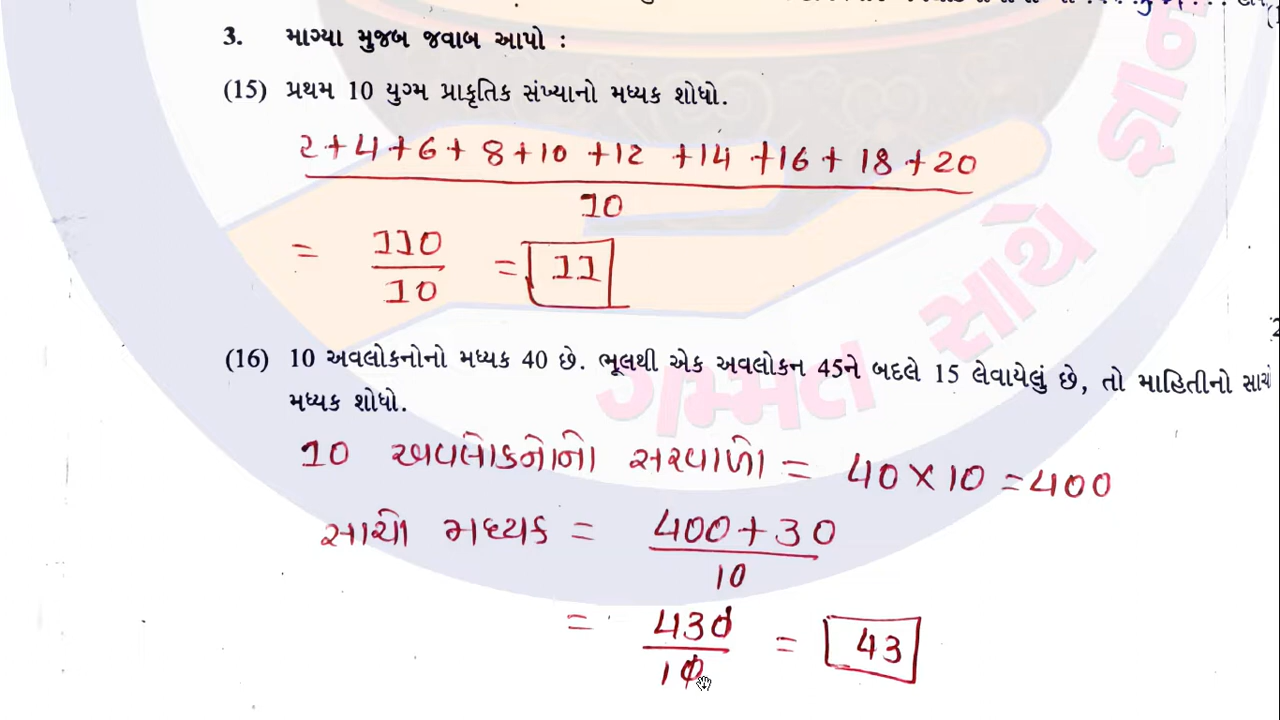 3. માગ્યા મુજબ જવાબ આપો :
(15) પ્રથમ 10 યુગ્મ પ્રાકૃતિક સંખ્યાનો મધ્યક શોધો.
2+4+6+8+10+12+14+16+18+20
10
= 110 = 11
10
(16) 10 અવલોકનોનો મધ્યક 40 છે. ભૂલથી એક અવલોકન 45ને બદલે 15 લેવાયેલું છે, તો માહિતીનો સાચો
મધ્યક શોધો.
10 અવલોકનોનો સરવાળો = 40×10=400
સાચો મધ્યક = 400+30
10
= 430 = 43
10
જ્ઞાન
ગમ્મત સાથે